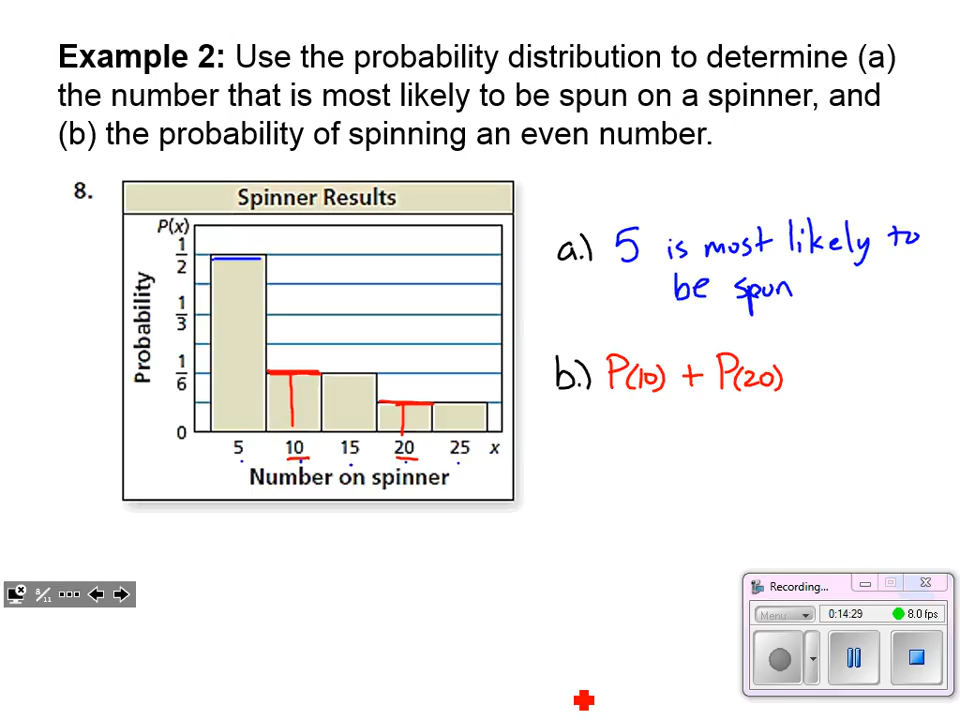 Example 2: Use the probability distribution to determine (a)
the number that is most likely to be spun on a spinner, and
(b) the probability of spinning an even number.
8.
Spinner Results
P(x)
1/2
1/3
1/6
0
Probability
5 10 15 20 25 x
Number on spinner
a.) 5 is most likely to
be spun
b.) P(10) + P(20)
8/11
Recording...
Menu
0:14:29
8.0 fps